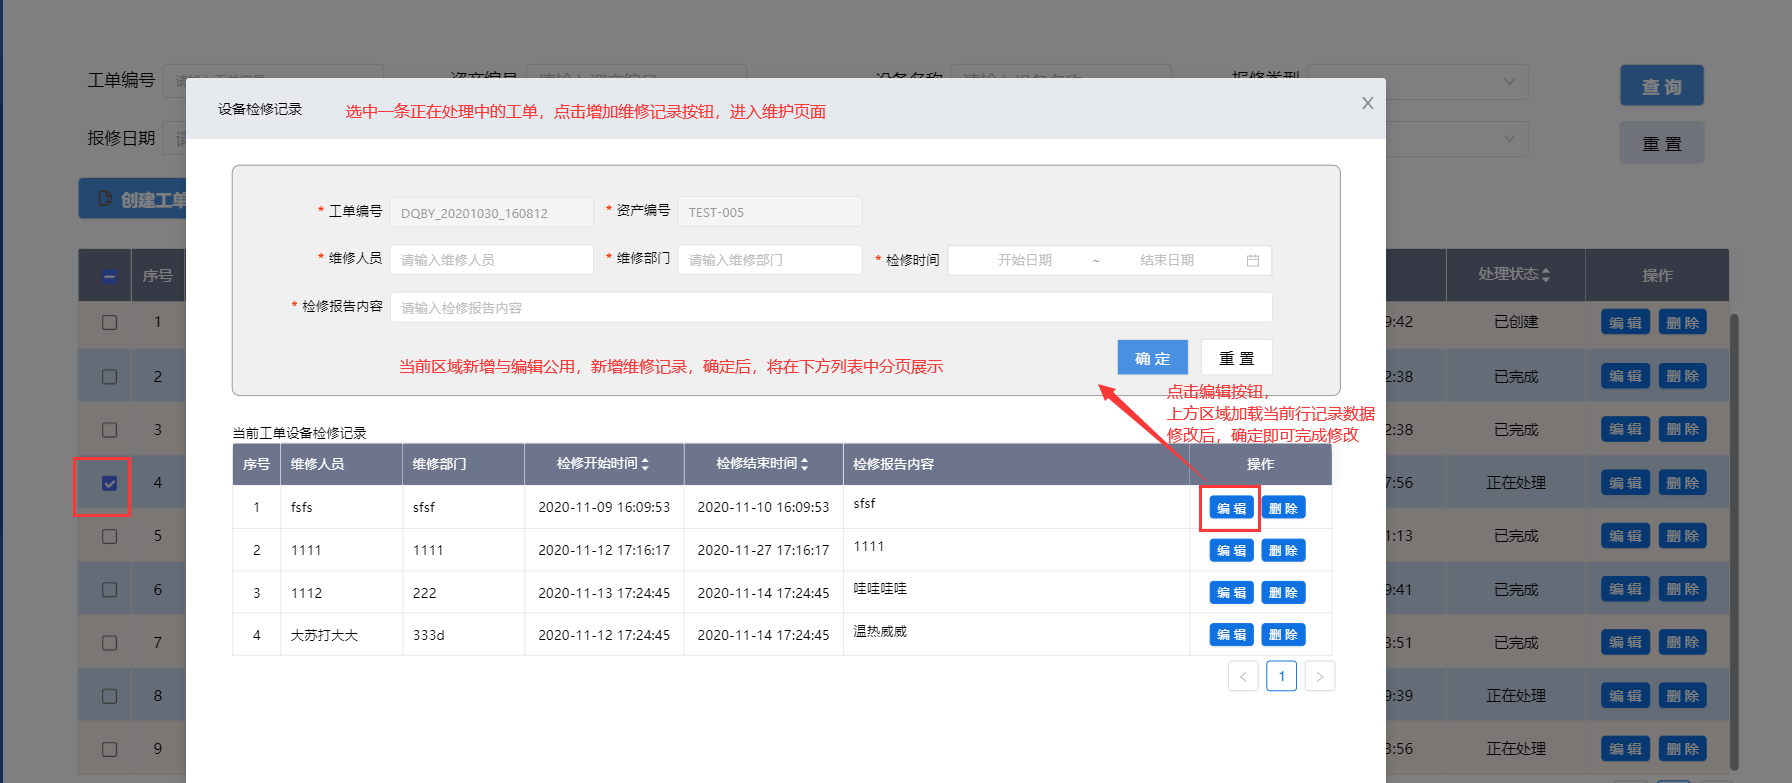 工单编号
设备检修记录
选中一条正在处理中的工单，点击增加维修记录按钮，进入维护页面
X
查 询
报修日期 请
重 置
创建工单
* 工单编号 DQBY_20201030_160812 * 资产编号 TEST-005
* 维修人员 请输入维修人员 * 维修部门 请输入维修部门 * 检修时间 开始日期 ~ 结束日期
* 检修报告内容 请输入检修报告内容
当前区域新增与编辑公用，新增维修记录，确定后，将在下方列表中分页展示
确 定 重 置
点击编辑按钮，
上方区域加载当前行记录数据
修改后，确定即可完成修改
当前工单设备检修记录
序号 维修人员 维修部门 检修开始时间 检修结束时间 检修报告内容 操作
1 fsfs sfsf 2020-11-09 16:09:53 2020-11-10 16:09:53 sfsf 编 辑 删 除
2 1111 1111 2020-11-12 17:16:17 2020-11-27 17:16:17 1111 编 辑 删 除
3 1112 222 2020-11-13 17:24:45 2020-11-14 17:24:45 哇哇哇哇 编 辑 删 除
4 大苏打大大 333d 2020-11-12 17:24:45 2020-11-14 17:24:45 温热威威 编 辑 删 除
< 1 >
序号 处理状态 操作
1 9:42 已创建 编 辑 删 除
2 2:38 已完成 编 辑 删 除
3 2:38 已完成 编 辑 删 除
4 7:56 正在处理 编 辑 删 除
5 1:13 已完成 编 辑 删 除
6 9:41 已完成 编 辑 删 除
7 3:51 已完成 编 辑 删 除
8 9:39 正在处理 编 辑 删 除
9 3:56 正在处理 编 辑 删 除